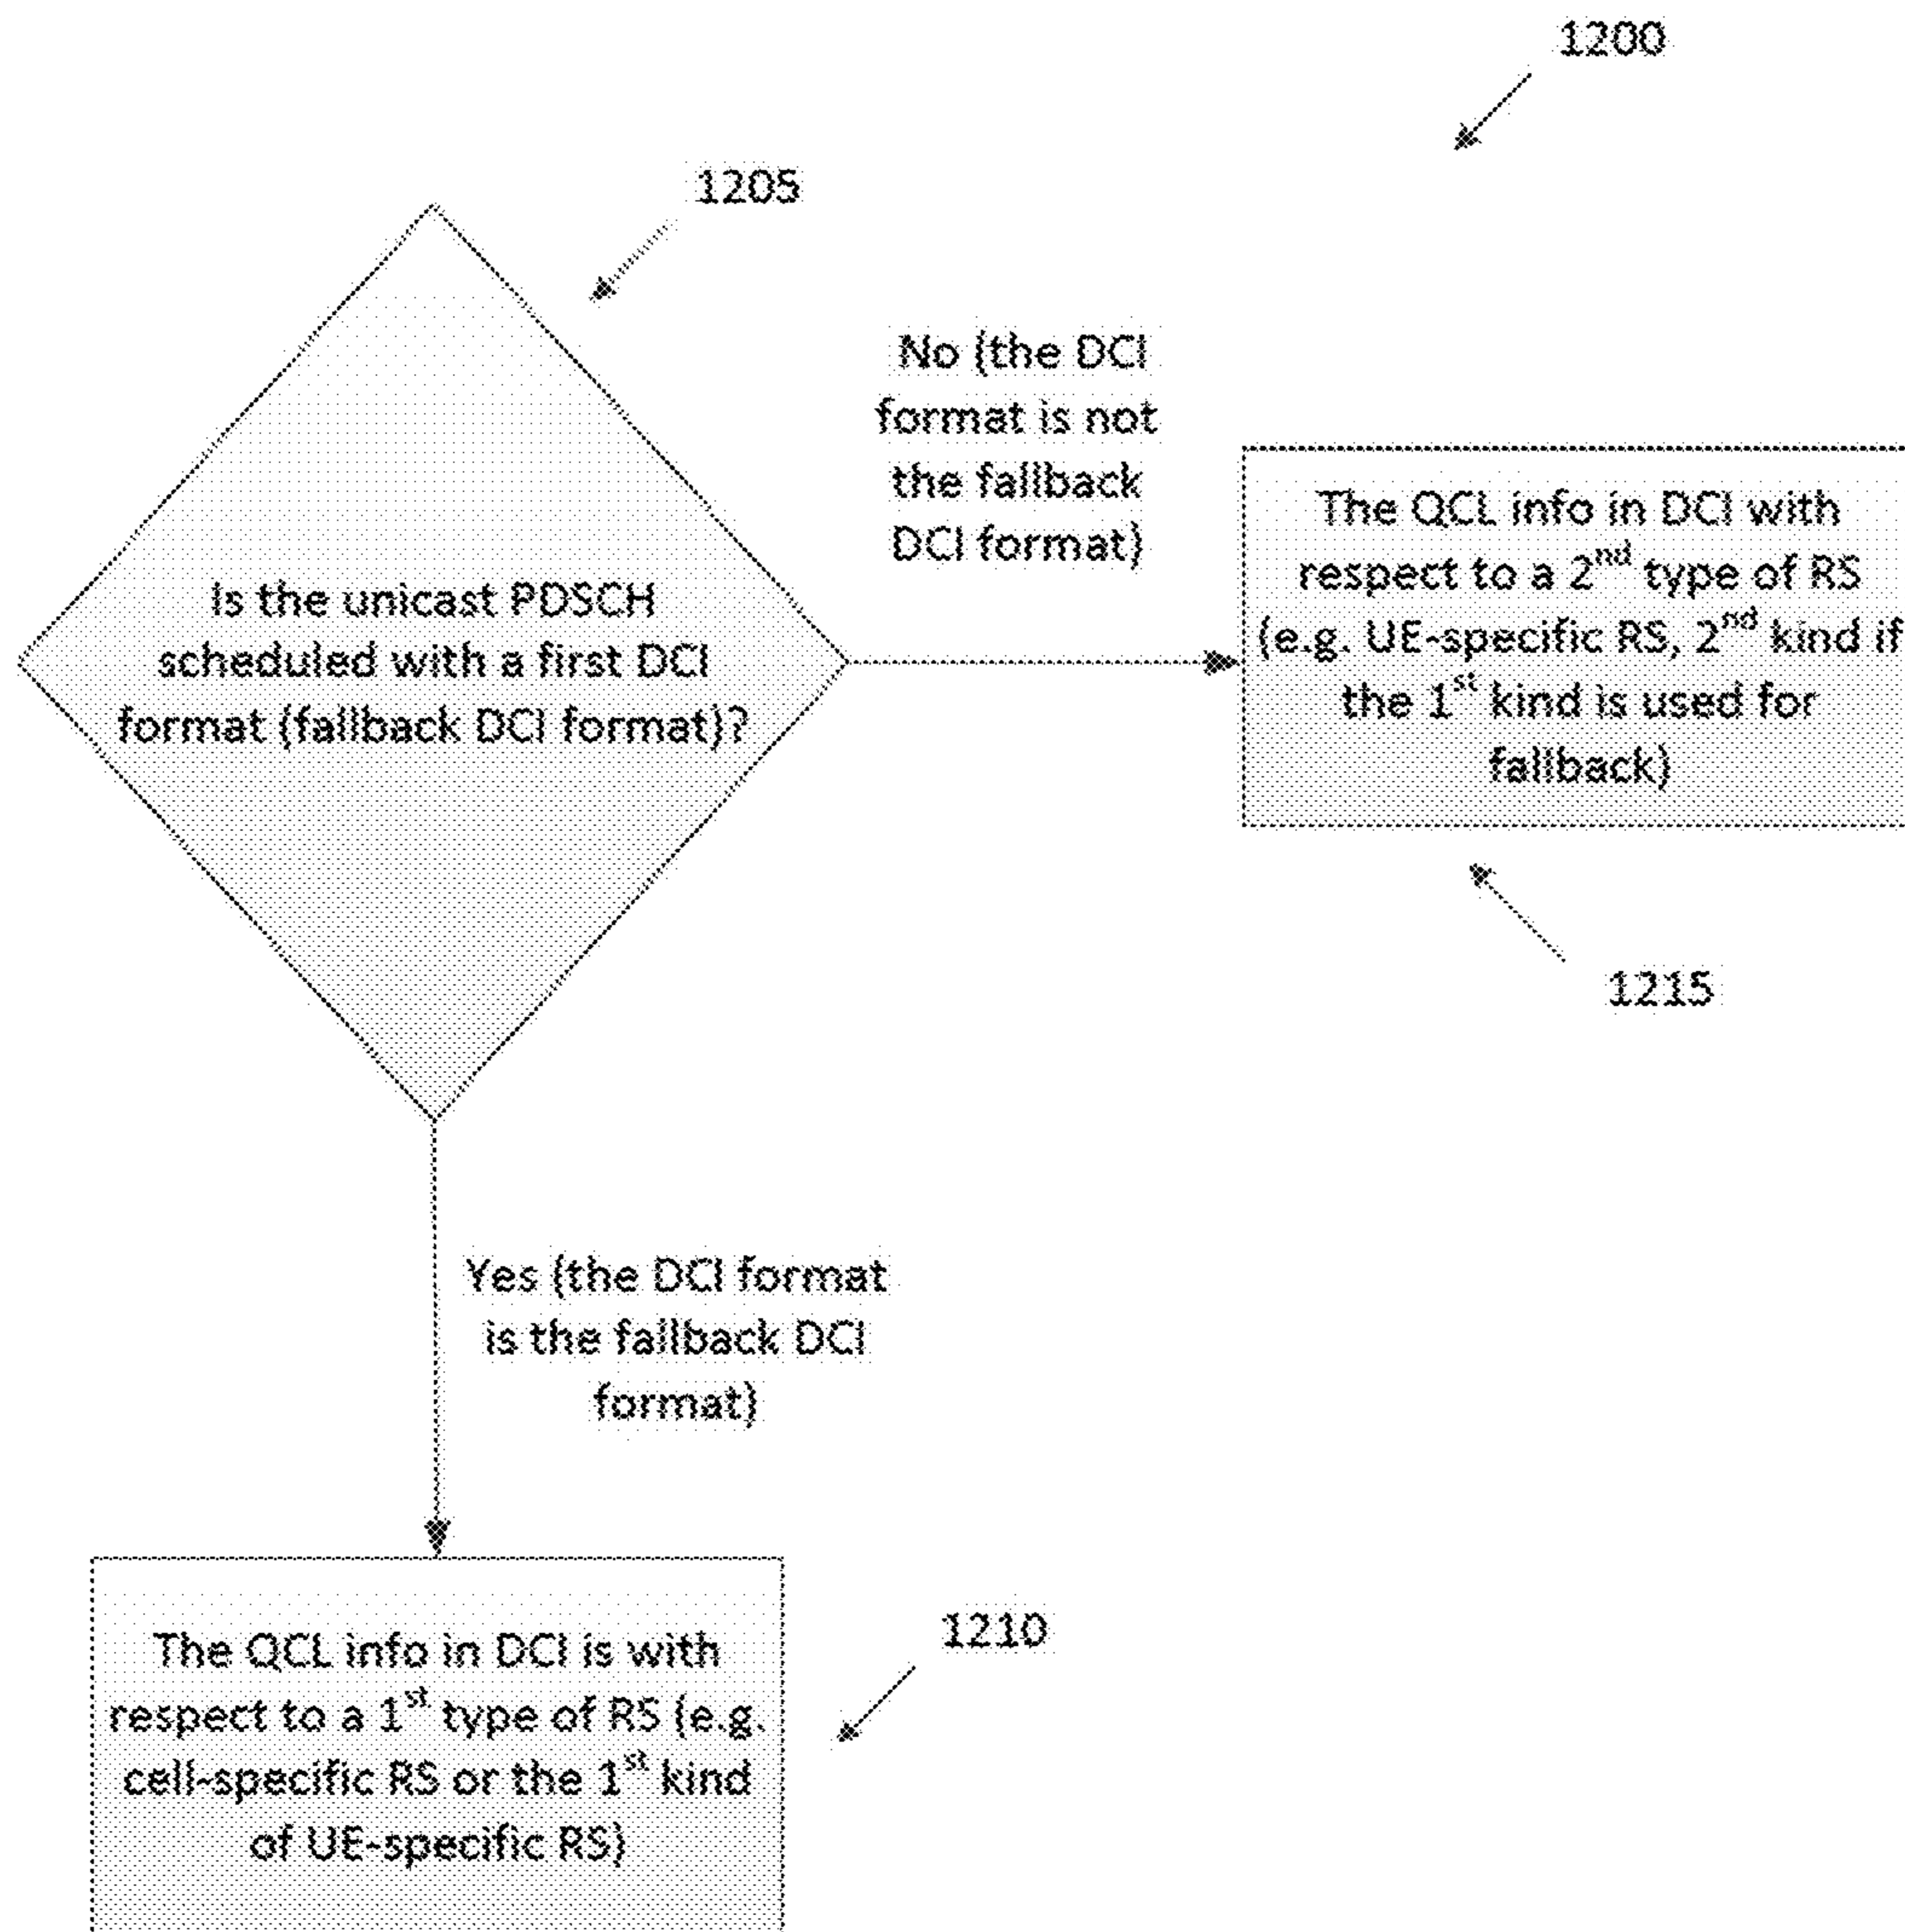 1200
1205
No (the DCI
format is not
the fallback
DCI format)
Is the unicast PDSCH
scheduled with a first DCI
format (fallback DCI format)?
The QCL info in DCI with
respect to a 2nd type of RS
(e.g. UE-specific RS, 2nd kind if
the 1st kind is used for
fallback)
1215
Yes (the DCI format
is the fallback DCI
format)
The QCL info in DCI is with
respect to a 1st type of RS (e.g.
cell-specific RS or the 1st kind
of UE-specific RS)
1210